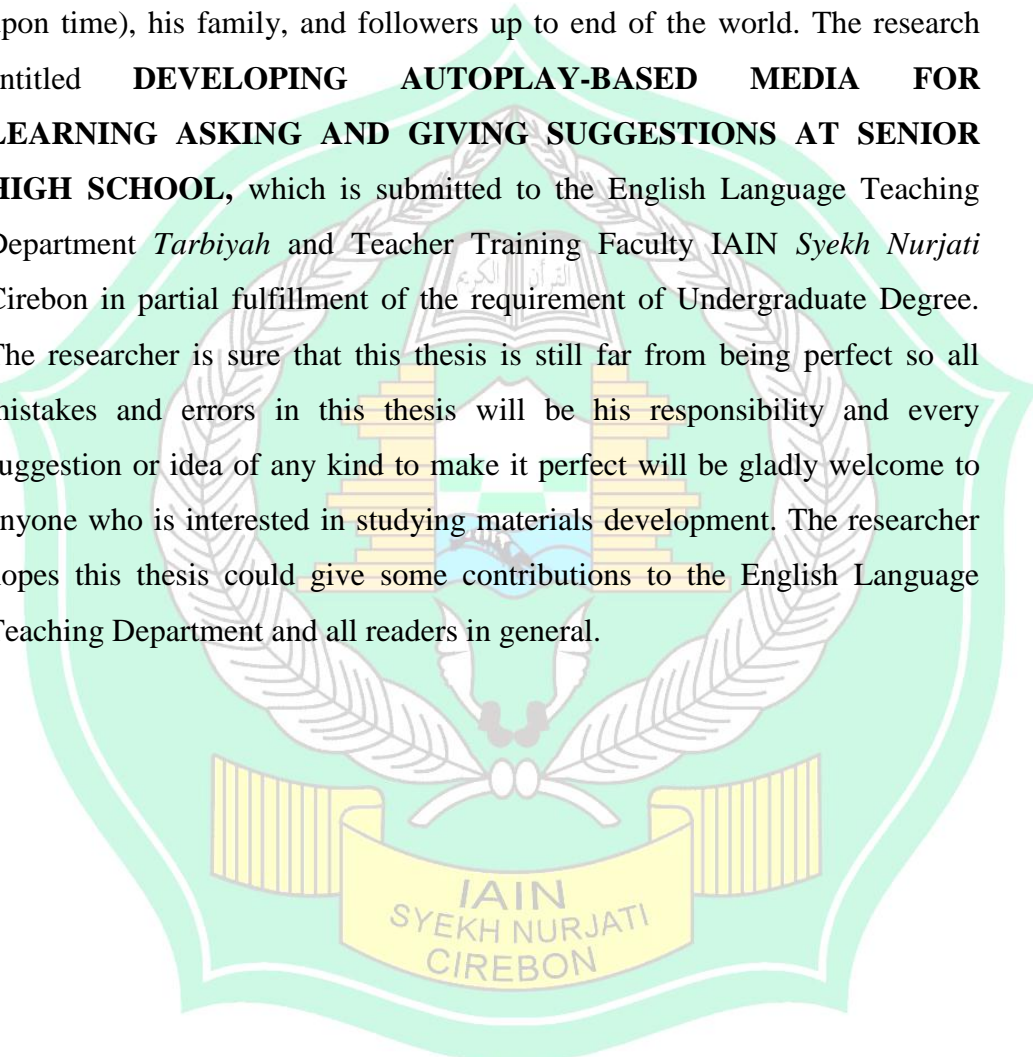 upon time), his family, and followers up to end of the world. The research
entitled DEVELOPING AUTOPLAY-BASED MEDIA FOR
LEARNING ASKING AND GIVING SUGGESTIONS AT SENIOR
HIGH SCHOOL, which is submitted to the English Language Teaching
Department Tarbiyah and Teacher Training Faculty IAIN Syekh Nurjati
Cirebon in partial fulfillment of the requirement of Undergraduate Degree.
The researcher is sure that this thesis is still far from being perfect so all
mistakes and errors in this thesis will be his responsibility and every
suggestion or idea of any kind to make it perfect will be gladly welcome to
anyone who is interested in studying materials development. The researcher
hopes this thesis could give some contributions to the English Language
Teaching Department and all readers in general.
القرآن الكريم
IAIN
SYEKH NURJATI
CIREBON